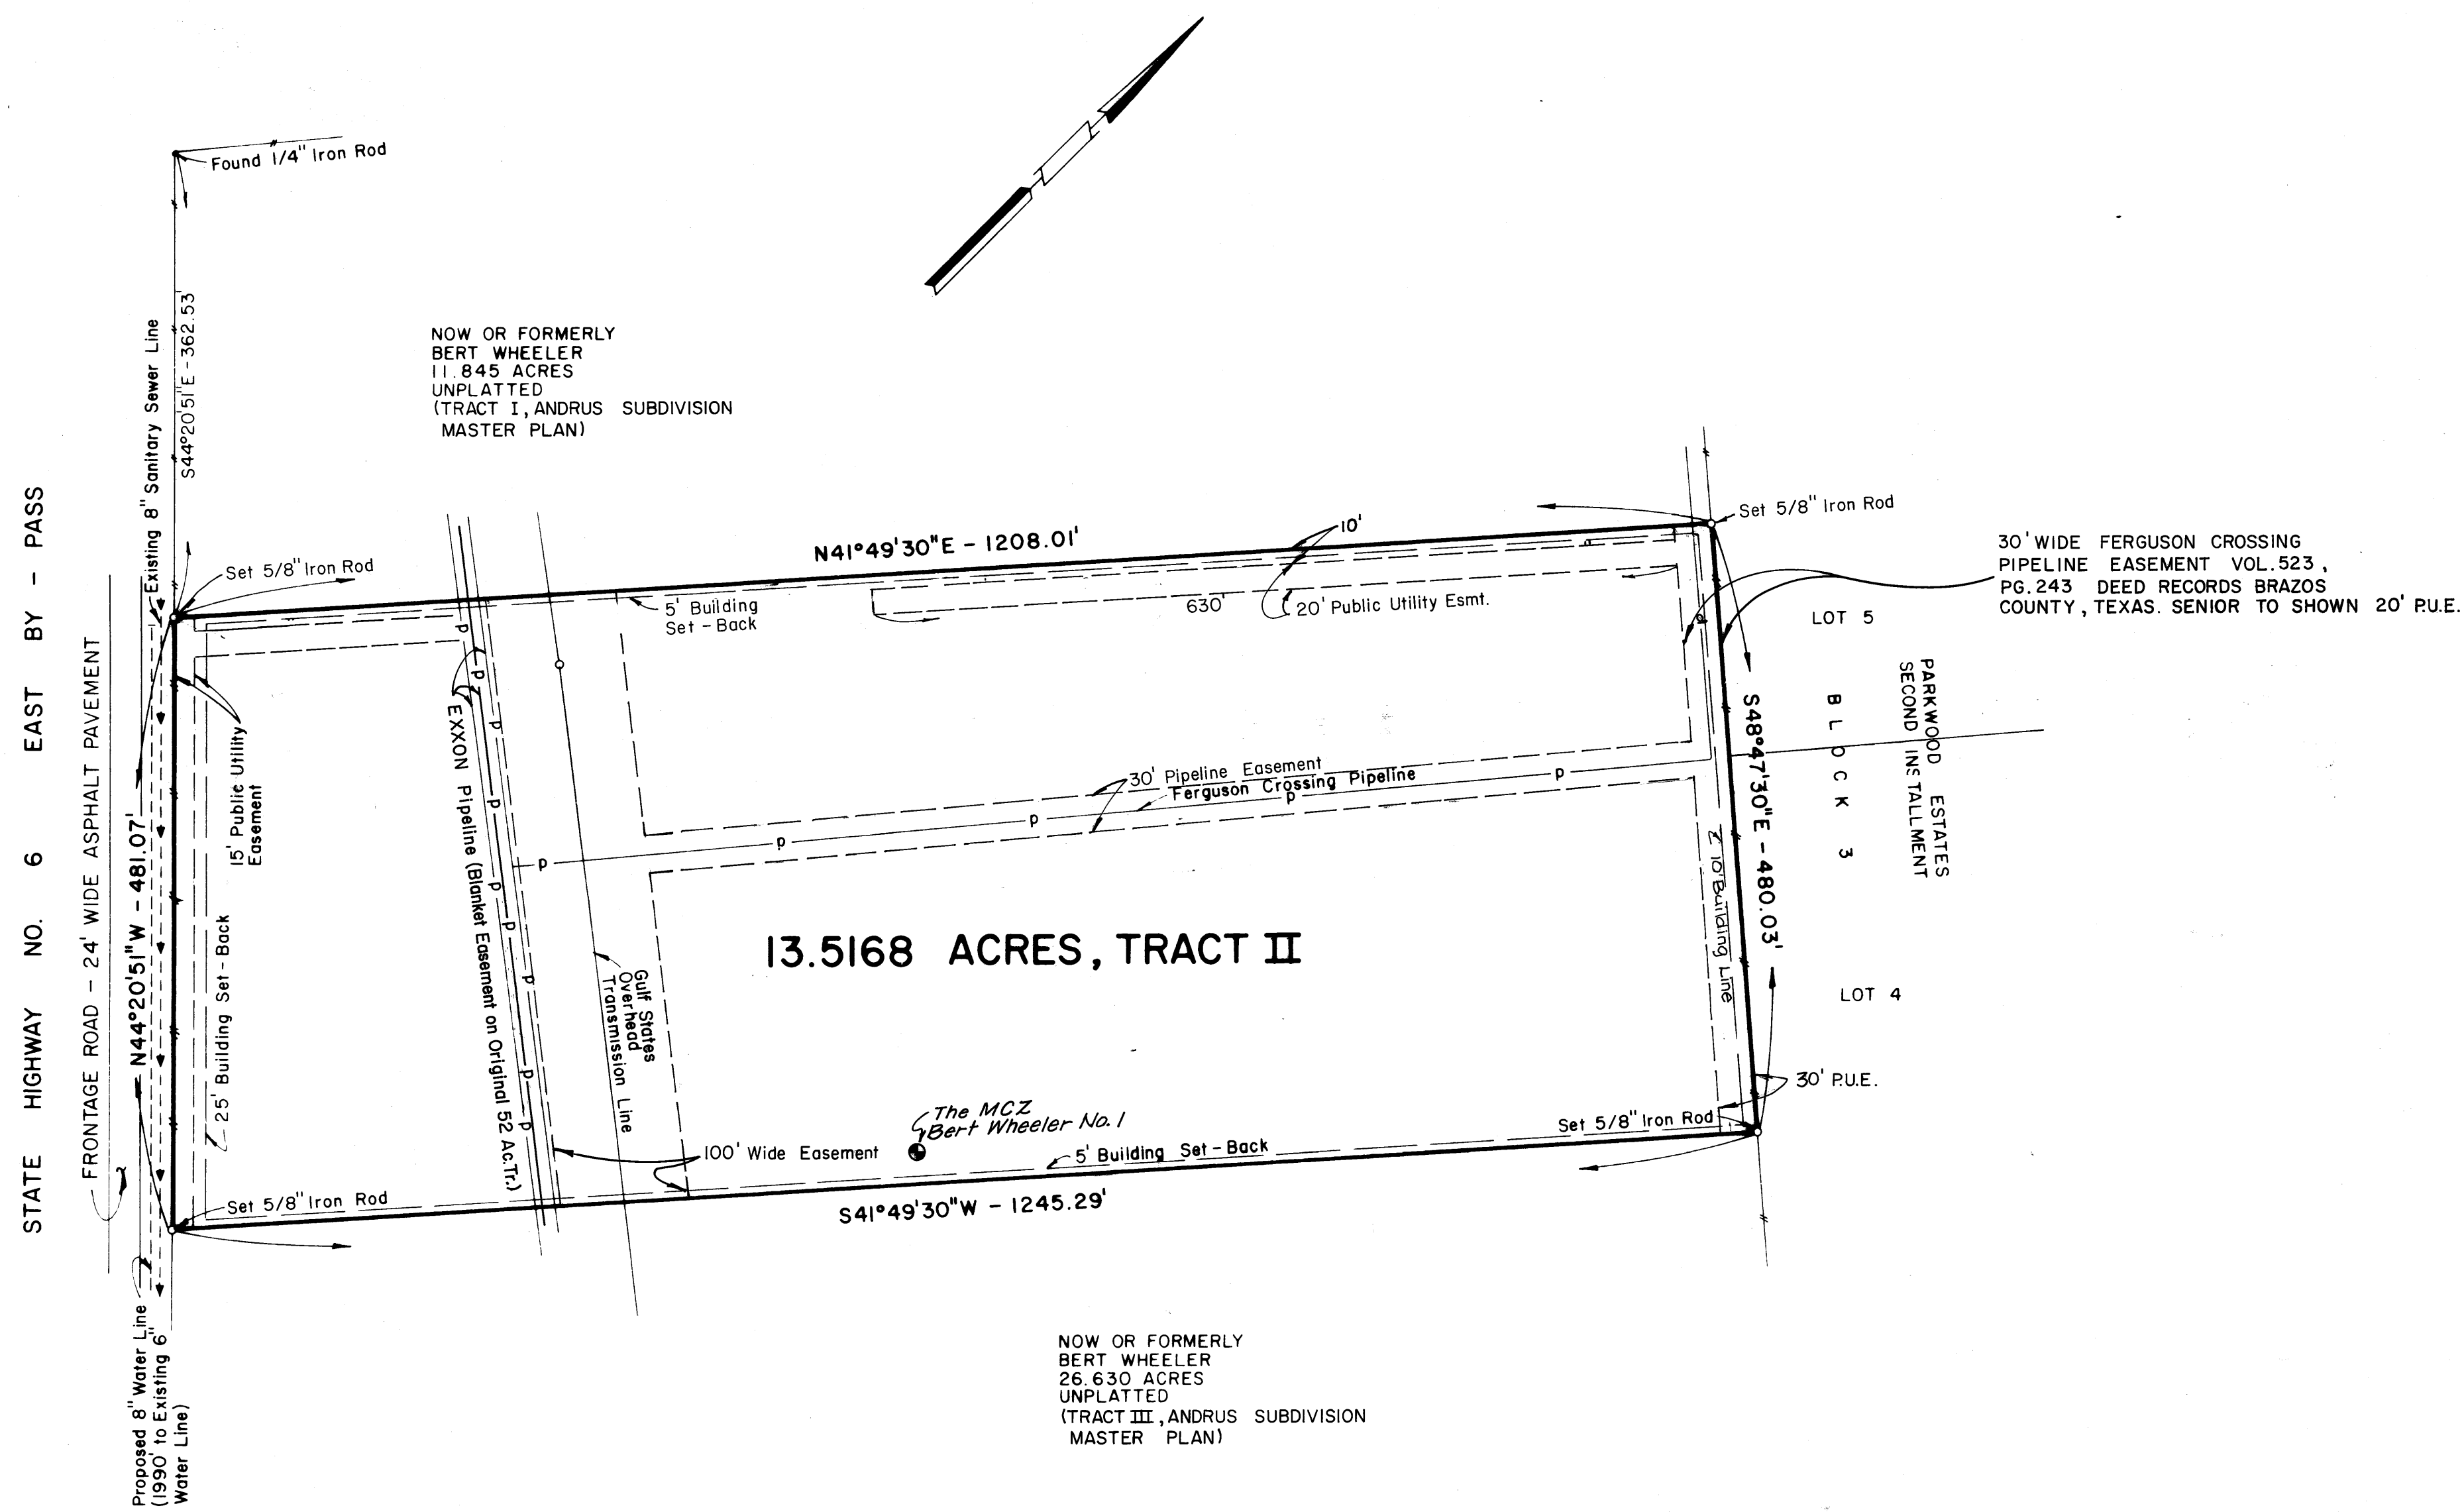 Found 1/4" Iron Rod
S44°20'51"E - 362.53'
Existing 8" Sanitary Sewer Line
NOW OR FORMERLY
BERT WHEELER
11.845 ACRES
UNPLATTED
(TRACT I, ANDRUS SUBDIVISION
MASTER PLAN)
STATE HIGHWAY NO. 6 EAST BY - PASS
FRONTAGE ROAD - 24' WIDE ASPHALT PAVEMENT
N44°20'51"W - 481.07'
Set 5/8" Iron Rod
N41°49'30"E - 1208.01'
10'
Set 5/8" Iron Rod
30' WIDE FERGUSON CROSSING
PIPELINE EASEMENT VOL. 523,
PG. 243 DEED RECORDS BRAZOS
COUNTY, TEXAS. SENIOR TO SHOWN 20' P.U.E.
5' Building
Set - Back
630'
20' Public Utility Esmt.
LOT 5
15' Public Utility
Easement
25' Building Set - Back
EXXON Pipeline (Blanket Easement on Original 52 Ac.Tr.)
p
p
p
p
p
p
p
p
p
p
30' Pipeline Easement
Ferguson Crossing Pipeline
p
p
p
p
p
S48°47'30"E - 480.03'
BLOCK 3
PARKWOOD ESTATES
SECOND INSTALLMENT
10' Building Line
13.5168 ACRES, TRACT II
Gulf States
Overhead
Transmission Line
LOT 4
30' P.U.E.
The MCZ
Bert Wheeler No. 1
100' Wide Easement
5' Building Set - Back
Set 5/8" Iron Rod
Set 5/8" Iron Rod
S41°49'30"W - 1245.29'
Proposed 8" Water Line
(1990' to Existing 6"
Water Line)
NOW OR FORMERLY
BERT WHEELER
26.630 ACRES
UNPLATTED
(TRACT III, ANDRUS SUBDIVISION
MASTER PLAN)